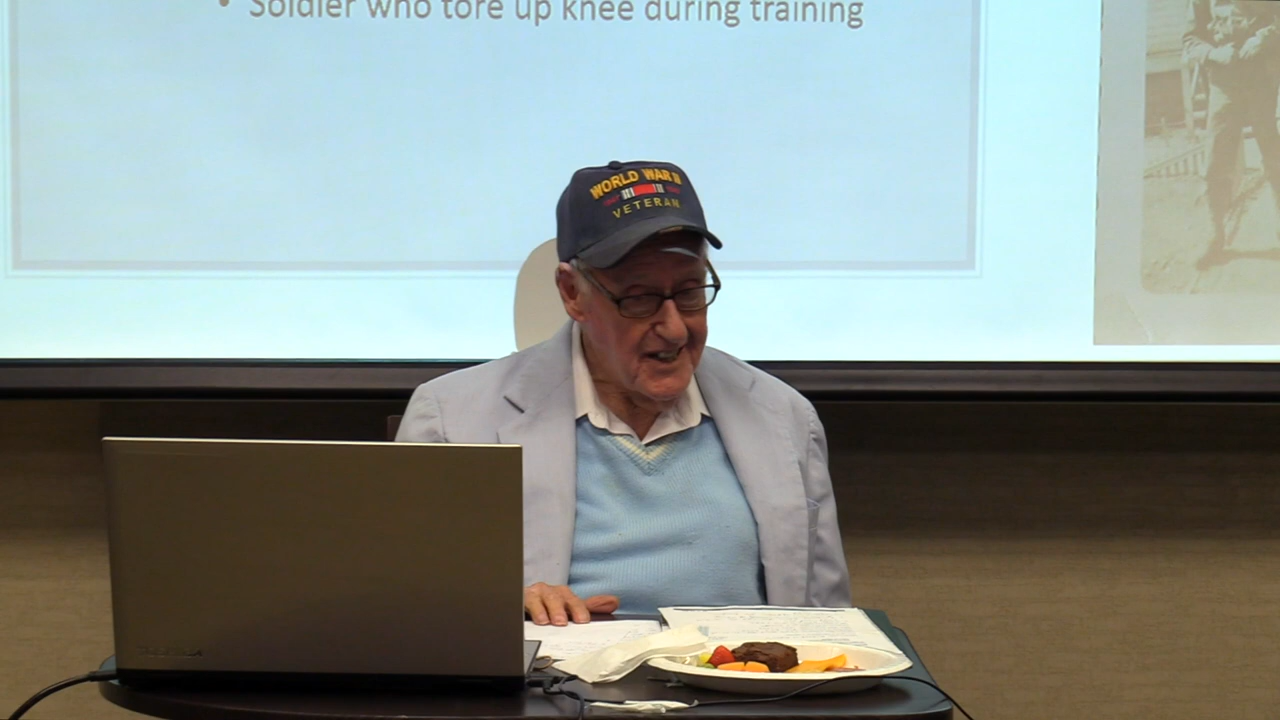 • Soldier who tore up knee during training
WORLD WAR II
VETERAN